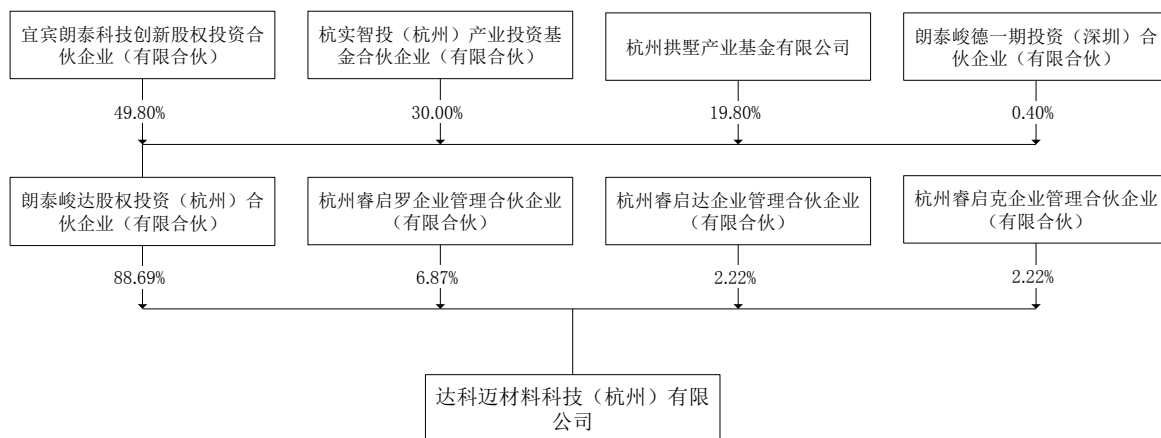 宜宾朗泰科技创新股权投资合
伙企业（有限合伙）
杭实智投（杭州）产业投资基
金合伙企业（有限合伙）
杭州拱墅产业基金有限公司
朗泰峻德一期投资（深圳）合
伙企业（有限合伙）
49.80%
30.00%
19.80%
0.40%
朗泰峻达股权投资（杭州）合
伙企业（有限合伙）
杭州睿启罗企业管理合伙企业
（有限合伙）
杭州睿启达企业管理合伙企业
（有限合伙）
杭州睿启克企业管理合伙企业
（有限合伙）
88.69%
6.87%
2.22%
2.22%
达科迈材料科技（杭州）有限
公司